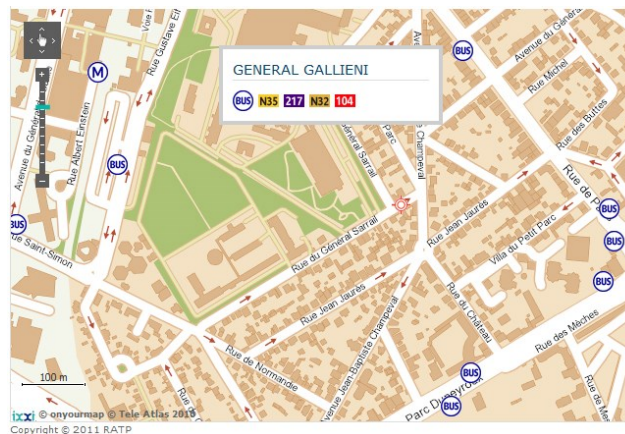 Avenue du Général
Rue Gustave Eiffel
M
BUS
GENERAL GALLIENI
BUS N35 217 N32 104
BUS
Avenue du Général
Rue Michel
Rue des Buttes
Rue Albert Einstein
BUS
Général Sarrail
Parc
Champeval
Rue de
BUS
BUS
Rue Saint-Simon
Rue du Général Sarrail
Rue Jean Jaurès
Villa du Petit Parc
BUS
BUS
Rue Jean Jaurès
Rue du Château
Rue des Mèches
Avenue Jean-Baptiste Champeval
Rue de Normandie
100 m
BUS
Parc
BUS
ixxi © onyourmap © Tele Atlas 2010
Copyright © 2011 RATP